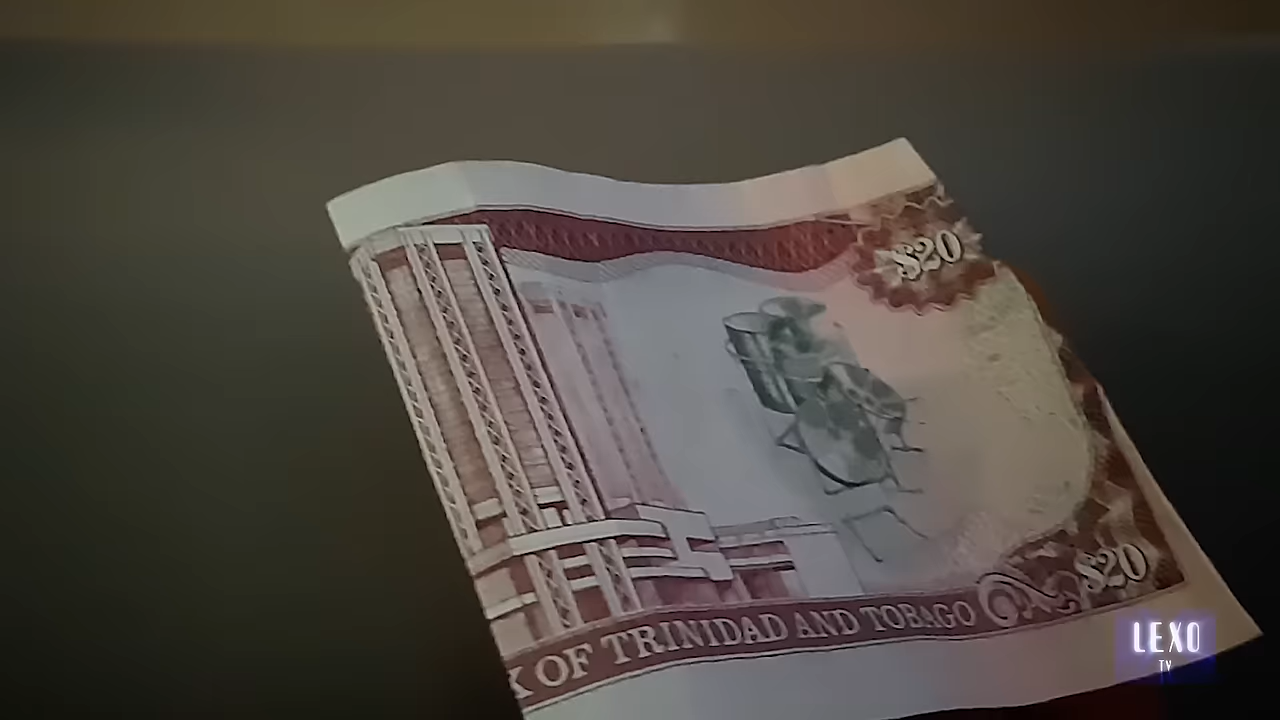 $20
$20
K OF TRINIDAD AND TOBAGO
LEXO
TV